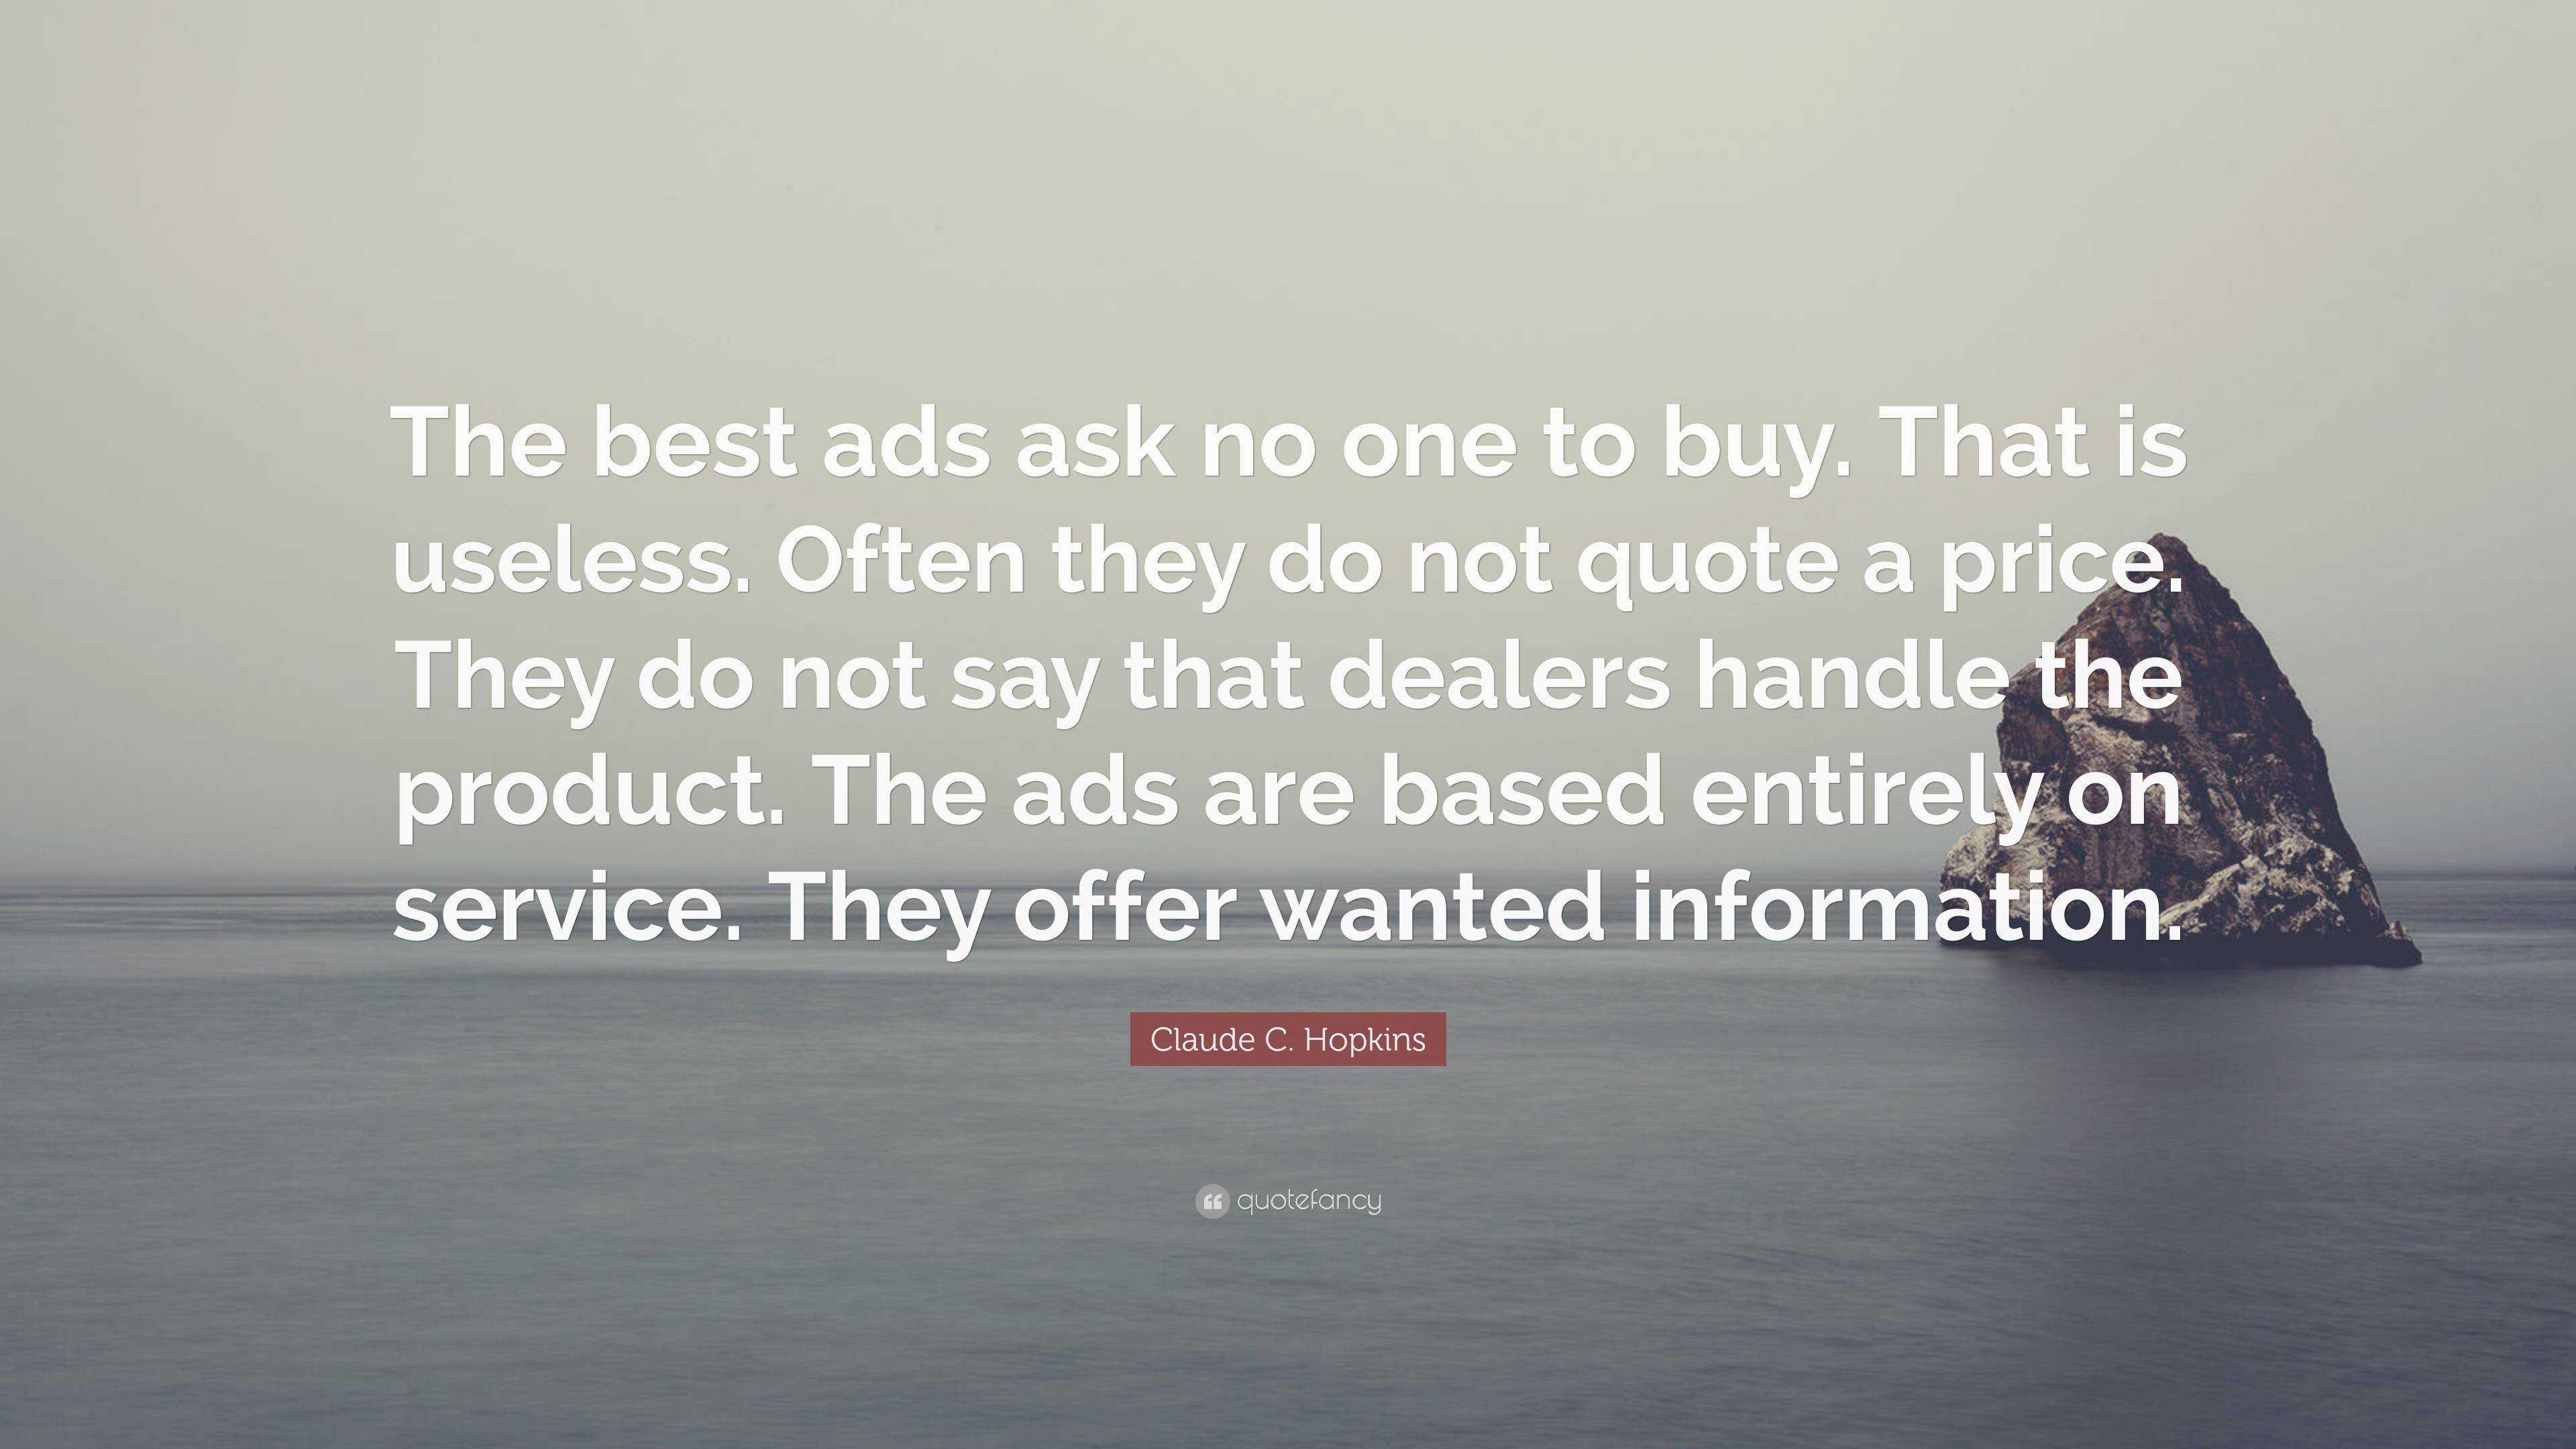 The best ads ask no one to buy. That is
useless. Often they do not quote a price.
They do not say that dealers handle the
product. The ads are based entirely on
service. They offer wanted information.
Claude C. Hopkins
quotefancy